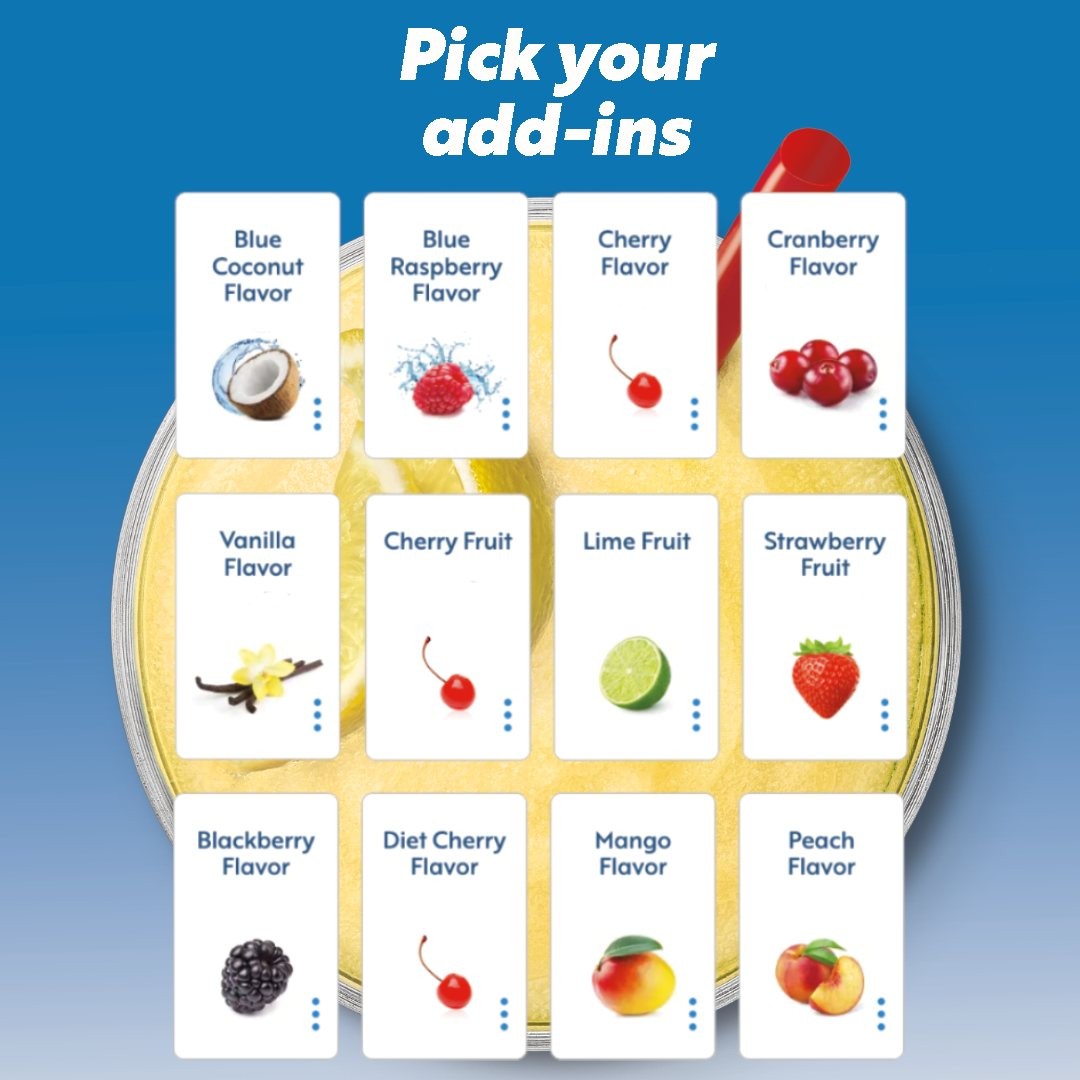 Pick your
add-ins
Blue
Coconut
Flavor
Blue
Raspberry
Flavor
Cherry
Flavor
Cranberry
Flavor
Vanilla
Flavor
Cherry Fruit
Lime Fruit
Strawberry
Fruit
Blackberry
Flavor
Diet Cherry
Flavor
Mango
Flavor
Peach
Flavor